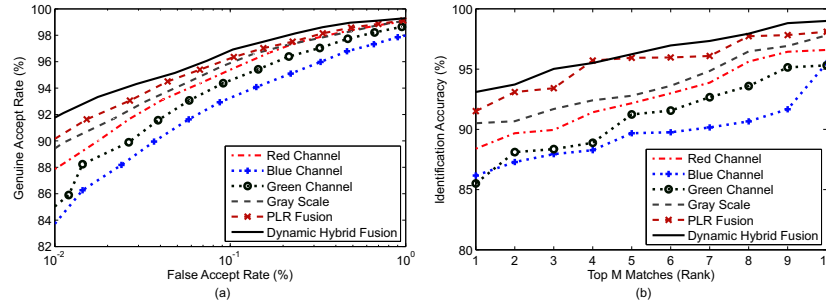 100
98
96
94
92
90
88
86
84
82
Genuine Accept Rate (%)
10-2
10-1
100
False Accept Rate (%)
Red Channel
Blue Channel
Green Channel
Gray Scale
PLR Fusion
Dynamic Hybrid Fusion
(a)
100
95
90
85
80
Identification Accuracy (%)
1 2 3 4 5 6 7 8 9 1
Top M Matches (Rank)
Red Channel
Blue Channel
Green Channel
Gray Scale
PLR Fusion
Dynamic Hybrid Fusion
(b)